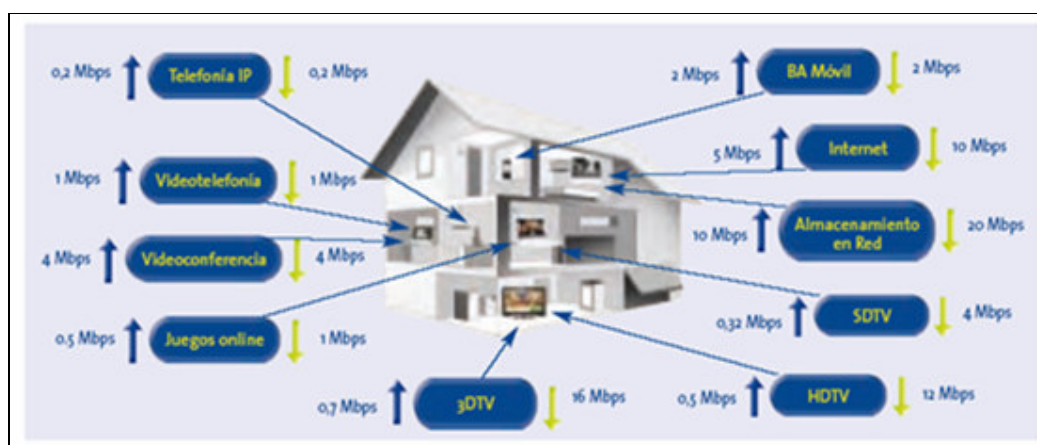 0,2 Mbps Telefonía IP 0,2 Mbps
1 Mbps Videotelefonía 1 Mbps
4 Mbps Videoconferencia 4 Mbps
0,5 Mbps Juegos online 1 Mbps
0,7 Mbps 3DTV 16 Mbps
2 Mbps BA Móvil 2 Mbps
5 Mbps Internet 10 Mbps
10 Mbps Almacenamiento
en Red 20 Mbps
0,32 Mbps SDTV 4 Mbps
0,5 Mbps HDTV 12 Mbps